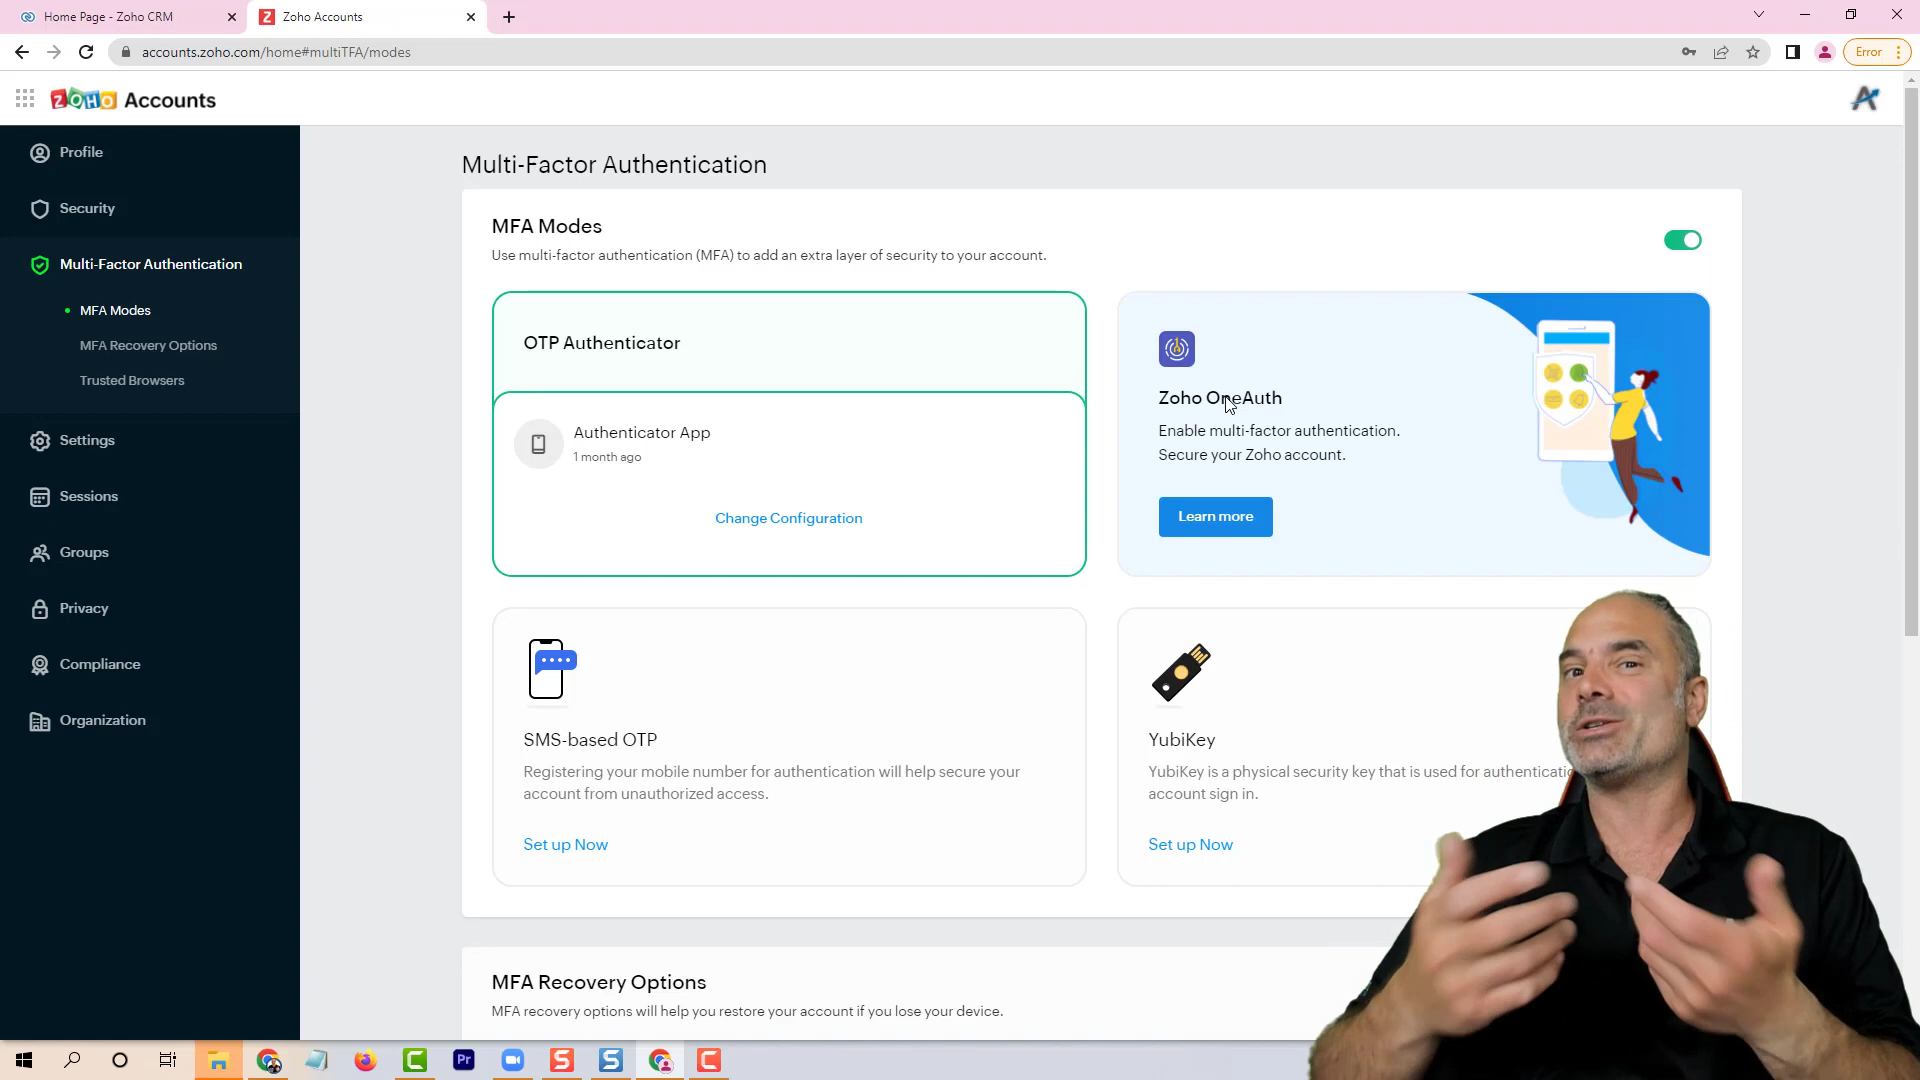 Home Page - Zoho CRM
Zoho Accounts
accounts.zoho.com/home#multiTFA/modes
Error
ZOHO Accounts
Profile
Security
Multi-Factor Authentication
MFA Modes
MFA Recovery Options
Trusted Browsers
Settings
Sessions
Groups
Privacy
Compliance
Organization
Multi-Factor Authentication
MFA Modes
Use multi-factor authentication (MFA) to add an extra layer of security to your account.
OTP Authenticator
Authenticator App
1 month ago
Change Configuration
Zoho OneAuth
Enable multi-factor authentication.
Secure your Zoho account.
Learn more
SMS-based OTP
Registering your mobile number for authentication will help secure your
account from unauthorized access.
Set up Now
YubiKey
YubiKey is a physical security key that is used for
account sign in.
Set up Now
MFA Recovery Options
MFA recovery options will help you restore your account if you lose your device.
Pr